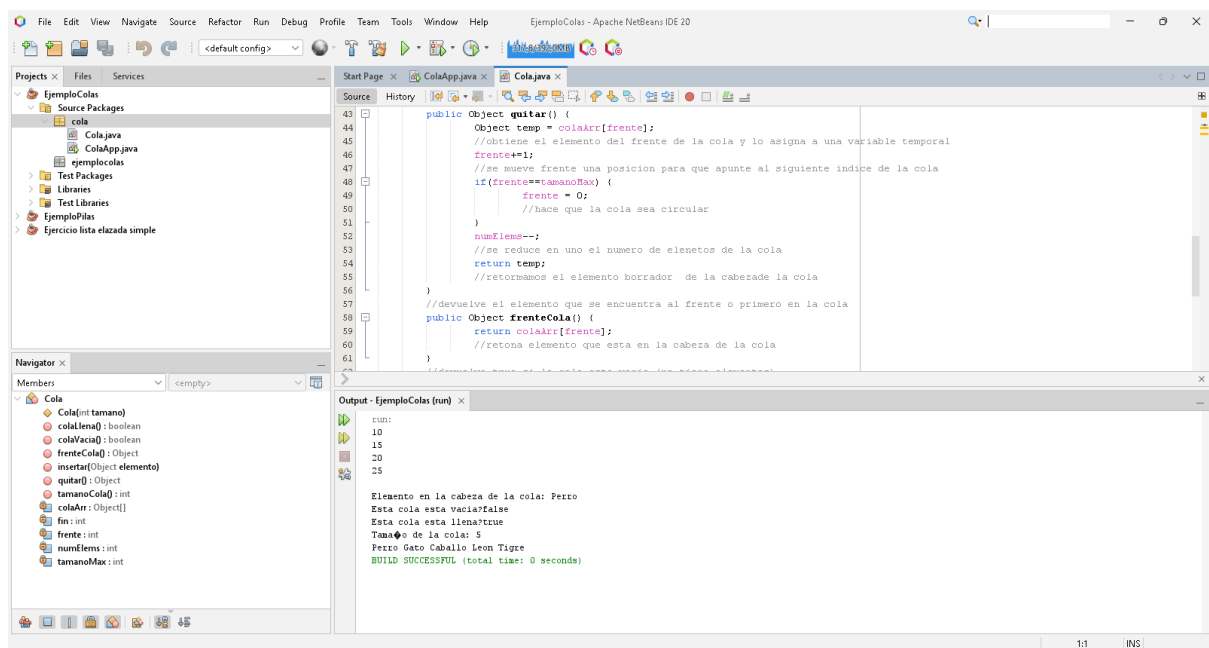 File Edit View Navigate Source Refactor Run Debug Profile Team Tools Window Help EjemploColas - Apache NetBeans IDE 20
<default config> 317,8/392,0MB
Projects Files Services
EjemploColas
Source Packages
cola
Cola.java
ColaApp.java
ejemplocolas
Test Packages
Libraries
Test Libraries
EjemploPilas
Ejercicio lista elazada simple
Navigator
Members <empty>
Cola
Cola(int tamano)
colaLlena() : boolean
colaVacia() : boolean
frenteCola() : Object
insertar(Object elemento)
quitar() : Object
tamanoCola() : int
colaArr : Object[]
fin : int
frente : int
numElems : int
tamanoMax : int
Start Page ColaApp.java Cola.java
Source History
43 public Object quitar() {
44 Object temp = colaArr[frente];
45 //obtiene el elemento del frente de la cola y lo asigna a una variable temporal
46 frente+=1;
47 //se mueve frente una posicion para que apunte al siguiente indice de la cola
48 if(frente==tamanoMax) {
49 frente = 0;
50 //hace que la cola sea circular
51 }
52 numElems--;
53 //se reduce en uno el numero de elenetos de la cola
54 return temp;
55 //retormamos el elemento borrador de la cabezade la cola
56 }
57 //devuelve el elemento que se encuentra al frente o primero en la cola
58 public Object frenteCola() {
59 return colaArr[frente];
60 //retona elemento que esta en la cabeza de la cola
61 }
Output - EjemploColas (run)
run:
10
15
20
25
Elemento en la cabeza de la cola: Perro
Esta cola esta vacia?false
Esta cola esta llena?true
Tama�o de la cola: 5
Perro Gato Caballo Leon Tigre
BUILD SUCCESSFUL (total time: 0 seconds)
1:1 INS